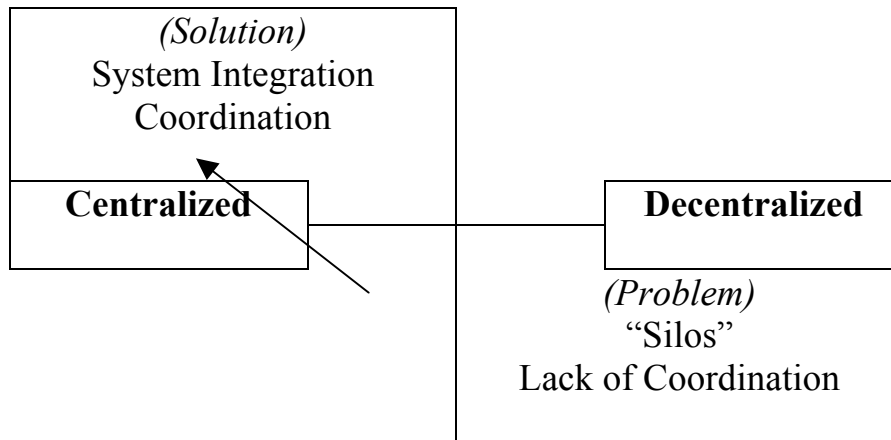 (Solution)
System Integration
Coordination
Centralized
Decentralized
(Problem)
“Silos”
Lack of Coordination